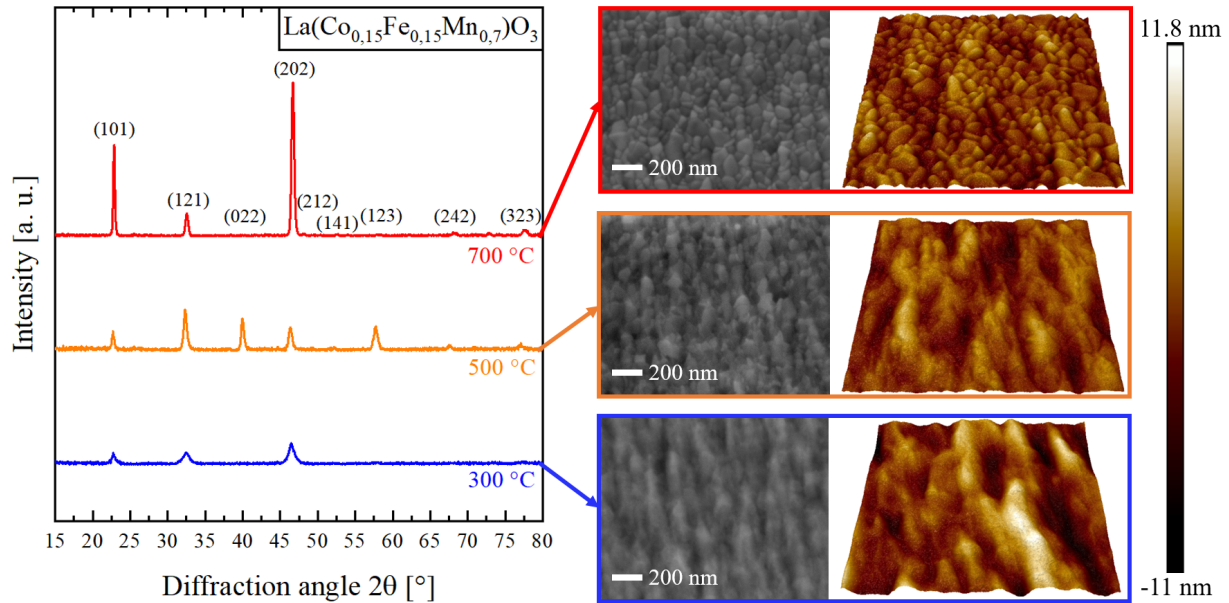 La(Co0,15Fe0,15Mn0,7)O3
(202)
(101)
(121)
(022)
(212)
(141)
(123)
(242)
(323)
700 °C
500 °C
300 °C
Intensity [a. u.]
15 20 25 30 35 40 45 50 55 60 65 70 75 80
Diffraction angle 2θ [°]
200 nm
200 nm
200 nm
11.8 nm
-11 nm